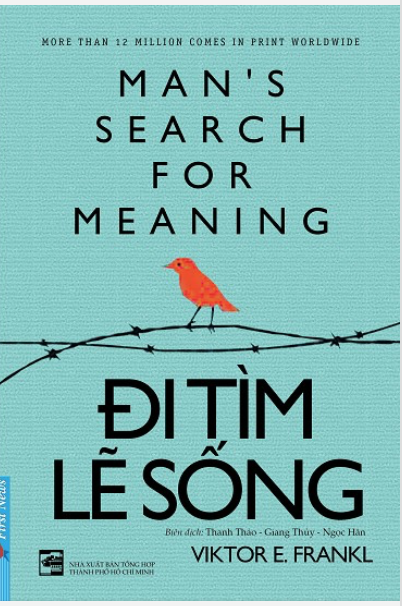 MORE THAN 12 MILLION COMES IN PRINT WORLDWIDE
MAN'S
SEARCH
FOR
MEANING
ĐI TÌM
LẼ SỐNG
First News
Biên dịch: Thanh Thảo - Giang Thủy - Ngọc Hân
VIKTOR E. FRANKL
NHÀ XUẤT BẢN TỔNG HỢP
THÀNH PHỐ HỒ CHÍ MINH